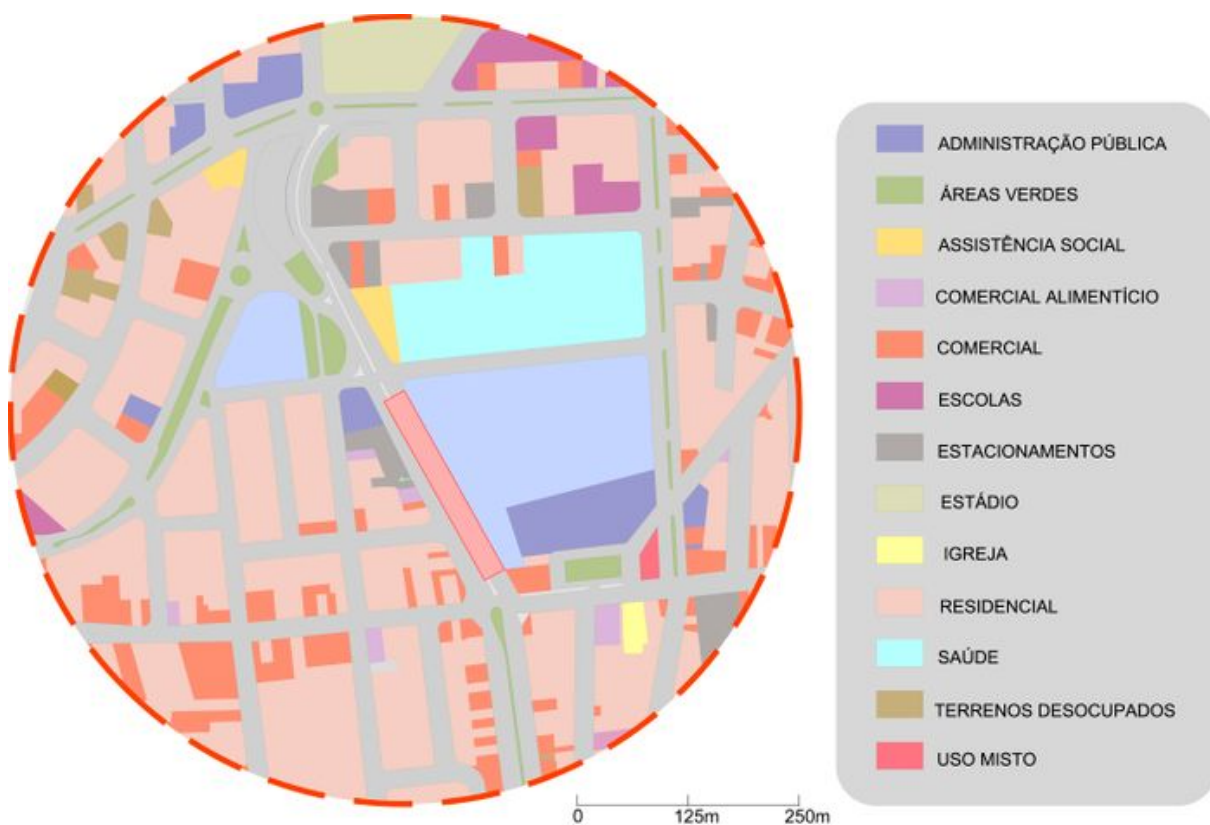 ADMINISTRAÇÃO PÚBLICA
ÁREAS VERDES
ASSISTÊNCIA SOCIAL
COMERCIAL ALIMENTÍCIO
COMERCIAL
ESCOLAS
ESTACIONAMENTOS
ESTÁDIO
IGREJA
RESIDENCIAL
SAÚDE
TERRENOS DESOCUPADOS
USO MISTO
0 125m 250m